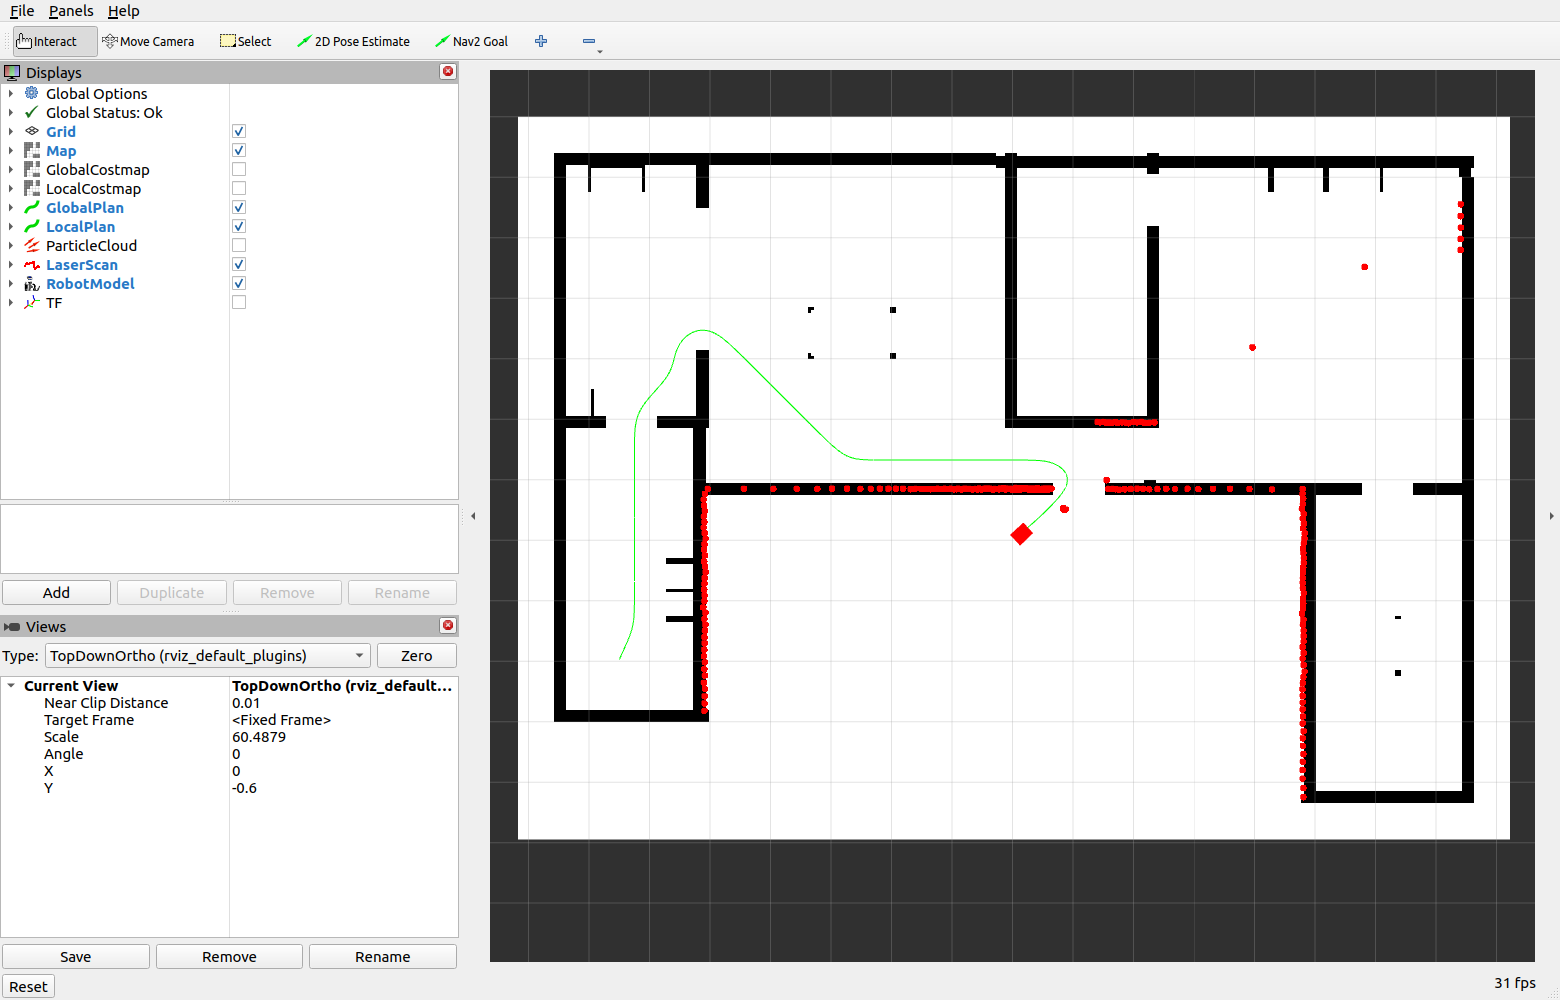 File Panels Help
Interact Move Camera Select 2D Pose Estimate Nav2 Goal
Displays
Global Options
Global Status: Ok
Grid
Map
GlobalCostmap
LocalCostmap
GlobalPlan
LocalPlan
ParticleCloud
LaserScan
RobotModel
TF
Add Duplicate Remove Rename
Views
Type: TopDownOrtho (rviz_default_plugins) Zero
Current View TopDownOrtho (rviz_default...
Near Clip Distance 0.01
Target Frame <Fixed Frame>
Scale 60.4879
Angle 0
X 0
Y -0.6
Save Remove Rename
Reset 31 fps